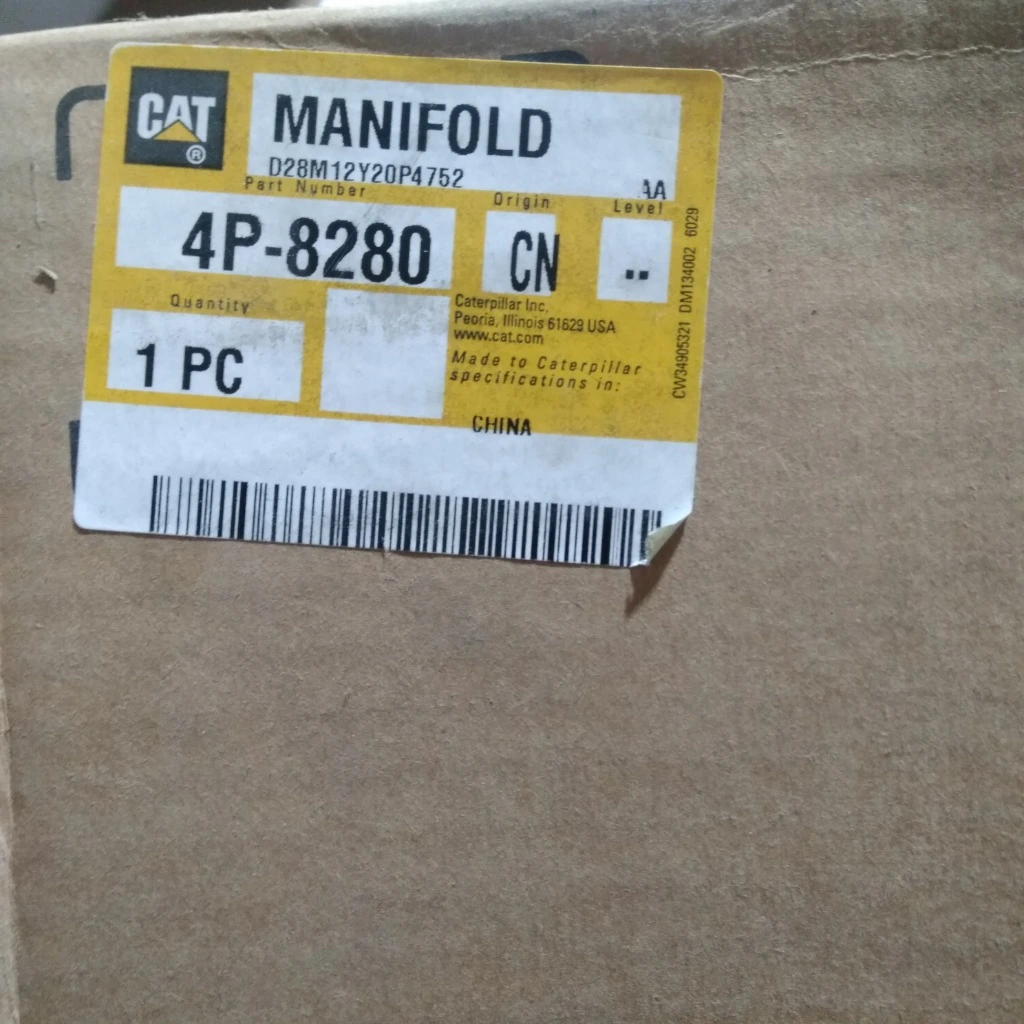 CAT
®
MANIFOLD
D28M12Y20P4752
AA
Part Number
Origin
Level
4P-8280
CN
--
Quantity
1 PC
Caterpillar Inc.
Peoria, Illinois 61629 USA
www.cat.com
Made to Caterpillar
specifications in:
CHINA
CW34905321 DM134002 6029